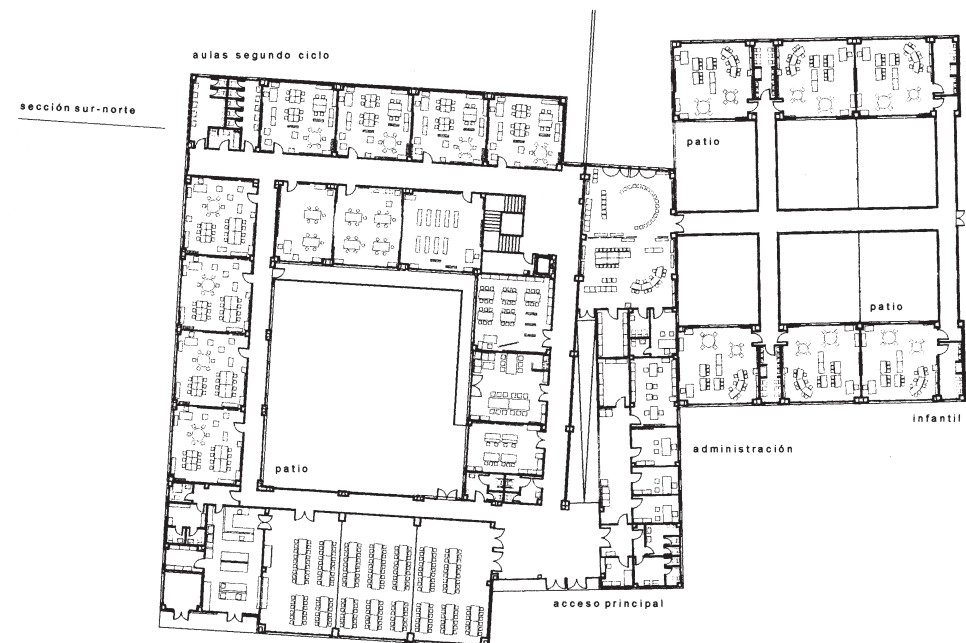 aulas segundo ciclo
sección sur-norte
patio
patio
infantil
administración
patio
acceso principal